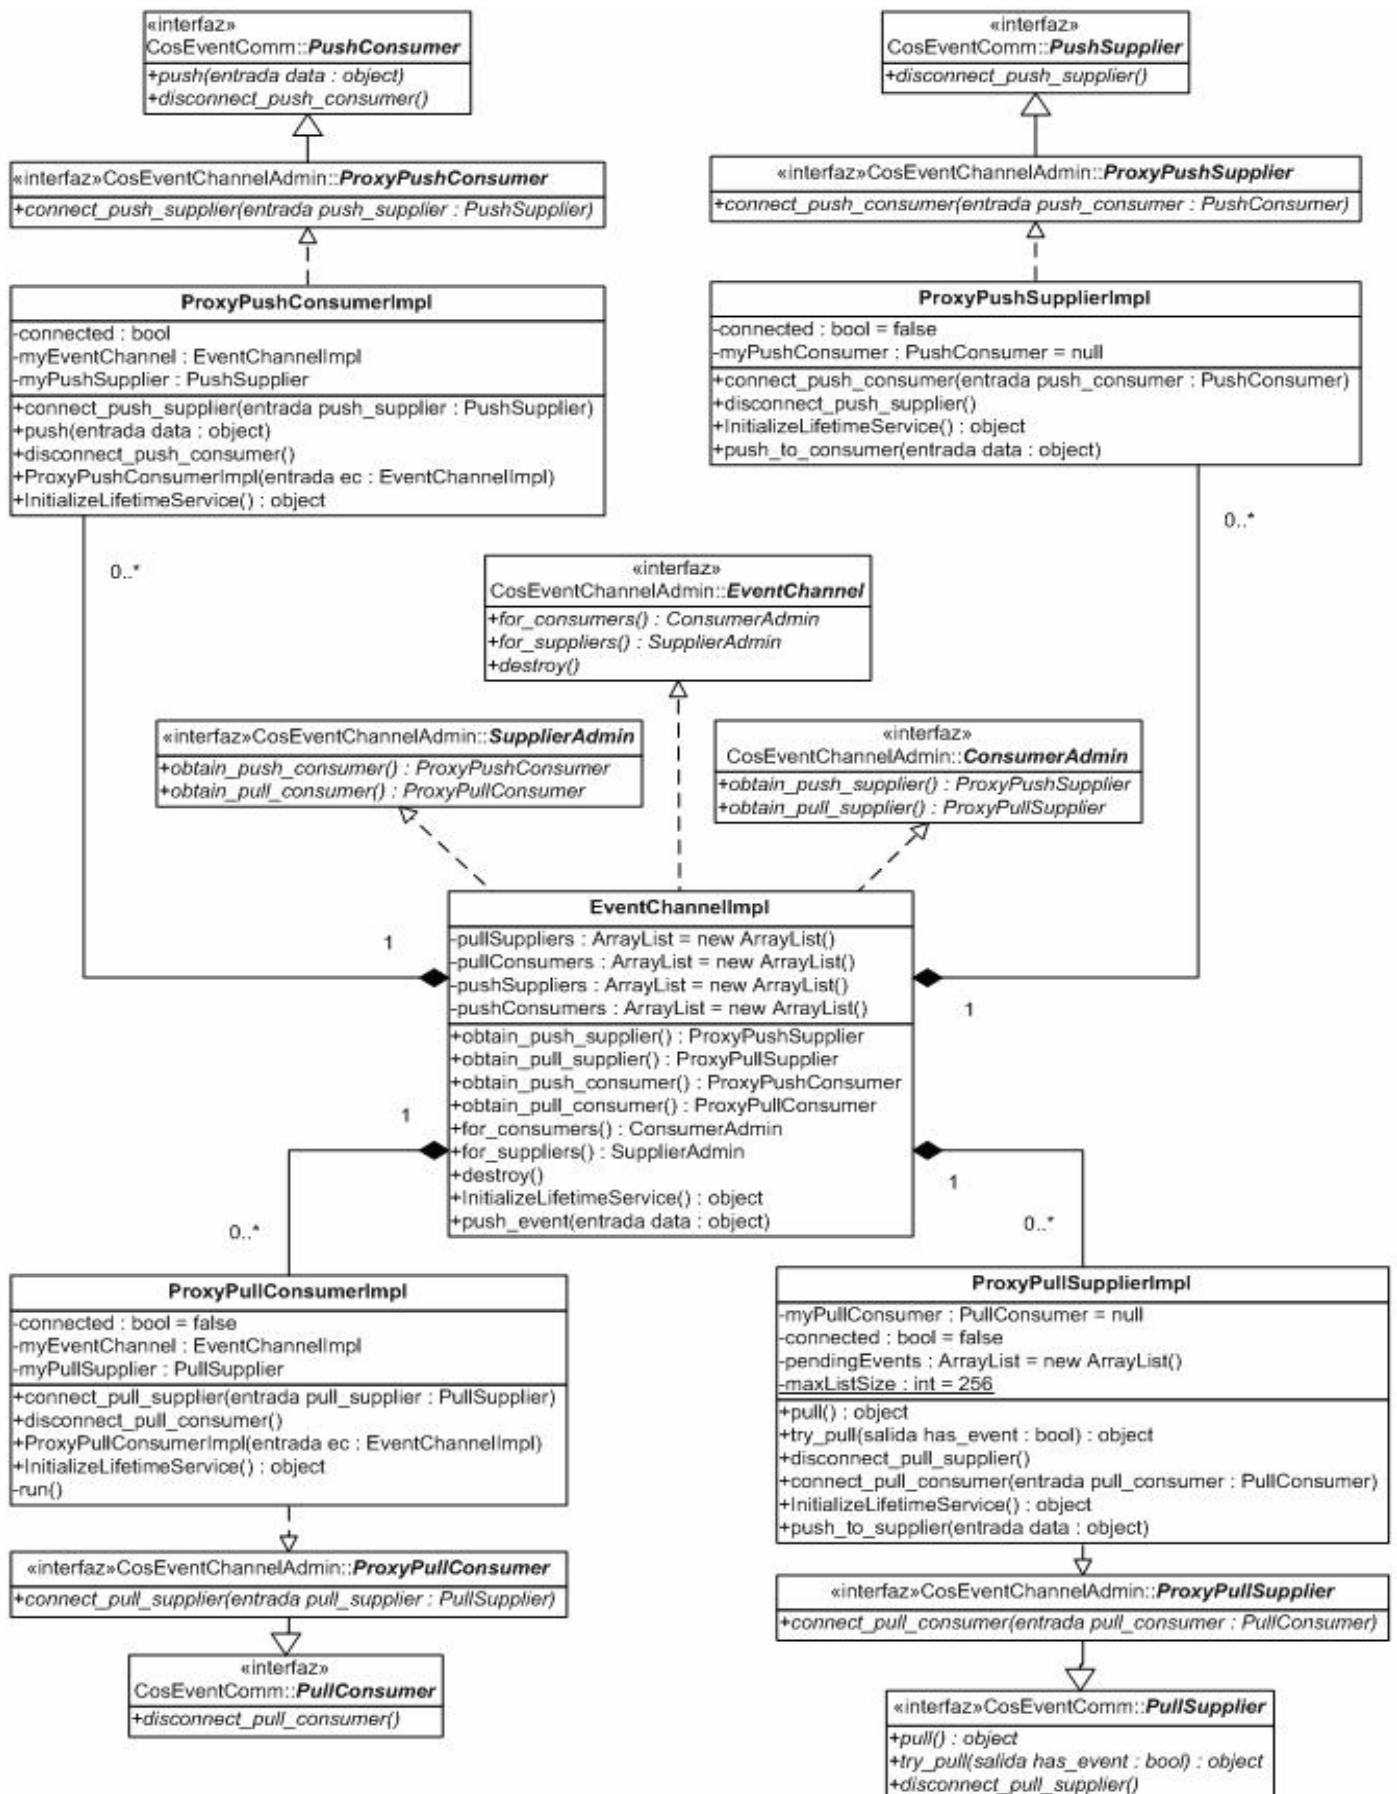 «interfaz»
CosEventComm::PushConsumer
+push(entrada data : object)
+disconnect_push_consumer()
«interfaz»
CosEventComm::PushSupplier
+disconnect_push_supplier()
«interfaz»CosEventChannelAdmin::ProxyPushConsumer
+connect_push_supplier(entrada push_supplier : PushSupplier)
«interfaz»CosEventChannelAdmin::ProxyPushSupplier
+connect_push_consumer(entrada push_consumer : PushConsumer)
ProxyPushConsumerImpl
-connected : bool
-myEventChannel : EventChannelImpl
-myPushSupplier : PushSupplier
+connect_push_supplier(entrada push_supplier : PushSupplier)
+push(entrada data : object)
+disconnect_push_consumer()
+ProxyPushConsumerImpl(entrada ec : EventChannelImpl)
+InitializeLifetimeService() : object
ProxyPushSupplierImpl
-connected : bool = false
-myPushConsumer : PushConsumer = null
+connect_push_consumer(entrada push_consumer : PushConsumer)
+disconnect_push_supplier()
+InitializeLifetimeService() : object
+push_to_consumer(entrada data : object)
0..*
0..*
«interfaz»
CosEventChannelAdmin::EventChannel
+for_consumers() : ConsumerAdmin
+for_suppliers() : SupplierAdmin
+destroy()
«interfaz»CosEventChannelAdmin::SupplierAdmin
+obtain_push_consumer() : ProxyPushConsumer
+obtain_pull_consumer() : ProxyPullConsumer
«interfaz»
CosEventChannelAdmin::ConsumerAdmin
+obtain_push_supplier() : ProxyPushSupplier
+obtain_pull_supplier() : ProxyPullSupplier
EventChannelImpl
-pullSuppliers : ArrayList = new ArrayList()
-pullConsumers : ArrayList = new ArrayList()
-pushSuppliers : ArrayList = new ArrayList()
-pushConsumers : ArrayList = new ArrayList()
+obtain_push_supplier() : ProxyPushSupplier
+obtain_pull_supplier() : ProxyPullSupplier
+obtain_push_consumer() : ProxyPushConsumer
+obtain_pull_consumer() : ProxyPullConsumer
+for_consumers() : ConsumerAdmin
+for_suppliers() : SupplierAdmin
+destroy()
+InitializeLifetimeService() : object
+push_event(entrada data : object)
1
1
1
1
0..*
0..*
ProxyPullConsumerImpl
-connected : bool = false
-myEventChannel : EventChannelImpl
-myPullSupplier : PullSupplier
+connect_pull_supplier(entrada pull_supplier : PullSupplier)
+disconnect_pull_consumer()
+ProxyPullConsumerImpl(entrada ec : EventChannelImpl)
+InitializeLifetimeService() : object
-run()
ProxyPullSupplierImpl
-myPullConsumer : PullConsumer = null
-connected : bool = false
-pendingEvents : ArrayList = new ArrayList()
-maxListSize : int = 256
+pull() : object
+try_pull(salida has_event : bool) : object
+disconnect_pull_supplier()
+connect_pull_consumer(entrada pull_consumer : PullConsumer)
+InitializeLifetimeService() : object
+push_to_supplier(entrada data : object)
«interfaz»CosEventChannelAdmin::ProxyPullConsumer
+connect_pull_supplier(entrada pull_supplier : PullSupplier)
«interfaz»CosEventChannelAdmin::ProxyPullSupplier
+connect_pull_consumer(entrada pull_consumer : PullConsumer)
«interfaz»
CosEventComm::PullConsumer
+disconnect_pull_consumer()
«interfaz»CosEventComm::PullSupplier
+pull() : object
+try_pull(salida has_event : bool) : object
+disconnect_pull_supplier()